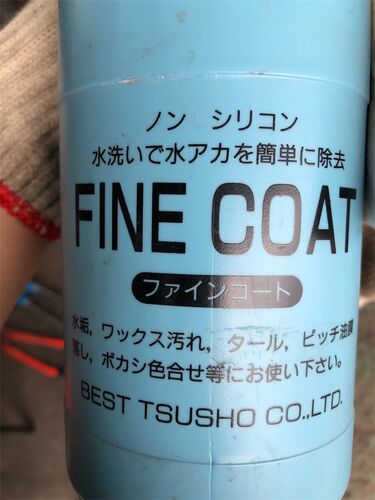 ノン シリコン
水洗いで水アカを簡単に除去
FINE COAT
ファインコート
水垢，ワックス汚れ，タール，ピッチ油膜
落し，ボカシ色合せ等にお使い下さい。
BEST TSUSHO CO.,LTD.